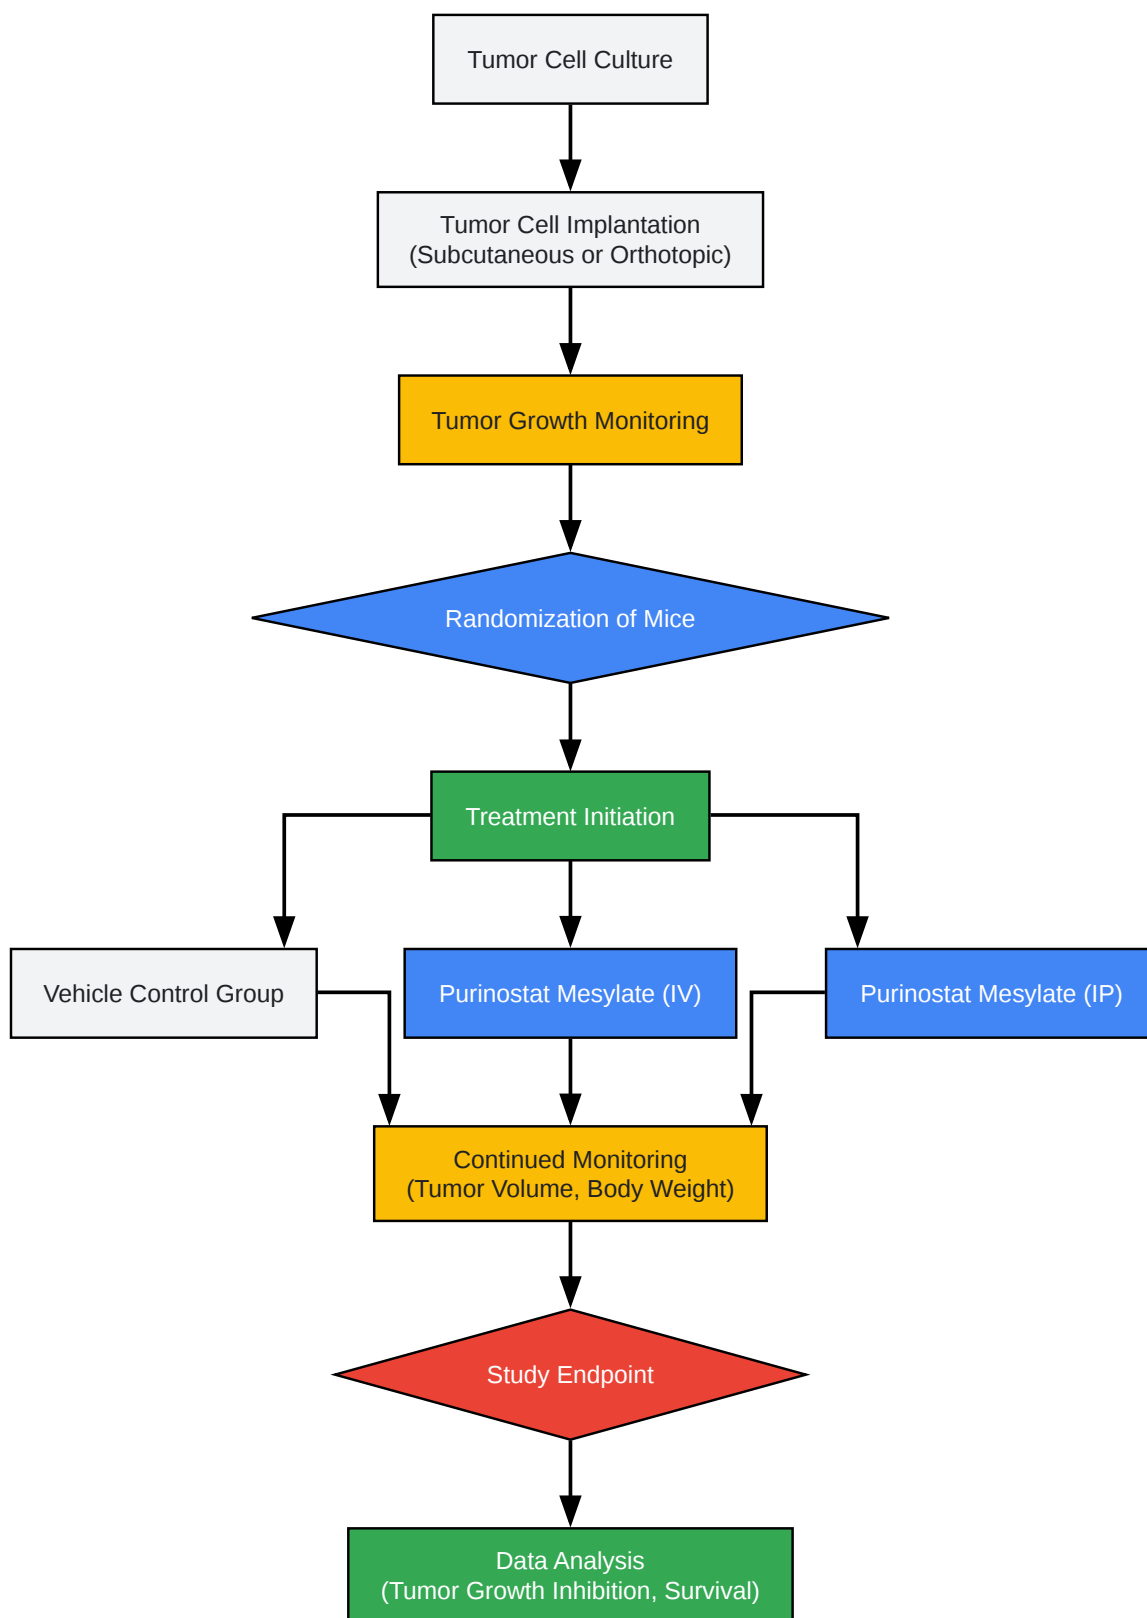 Tumor Cell Culture
Tumor Cell Implantation
(Subcutaneous or Orthotopic)
Tumor Growth Monitoring
Randomization of Mice
Treatment Initiation
Vehicle Control Group
Purinostat Mesylate (IV)
Purinostat Mesylate (IP)
Continued Monitoring
(Tumor Volume, Body Weight)
Study Endpoint
Data Analysis
(Tumor Growth Inhibition, Survival)